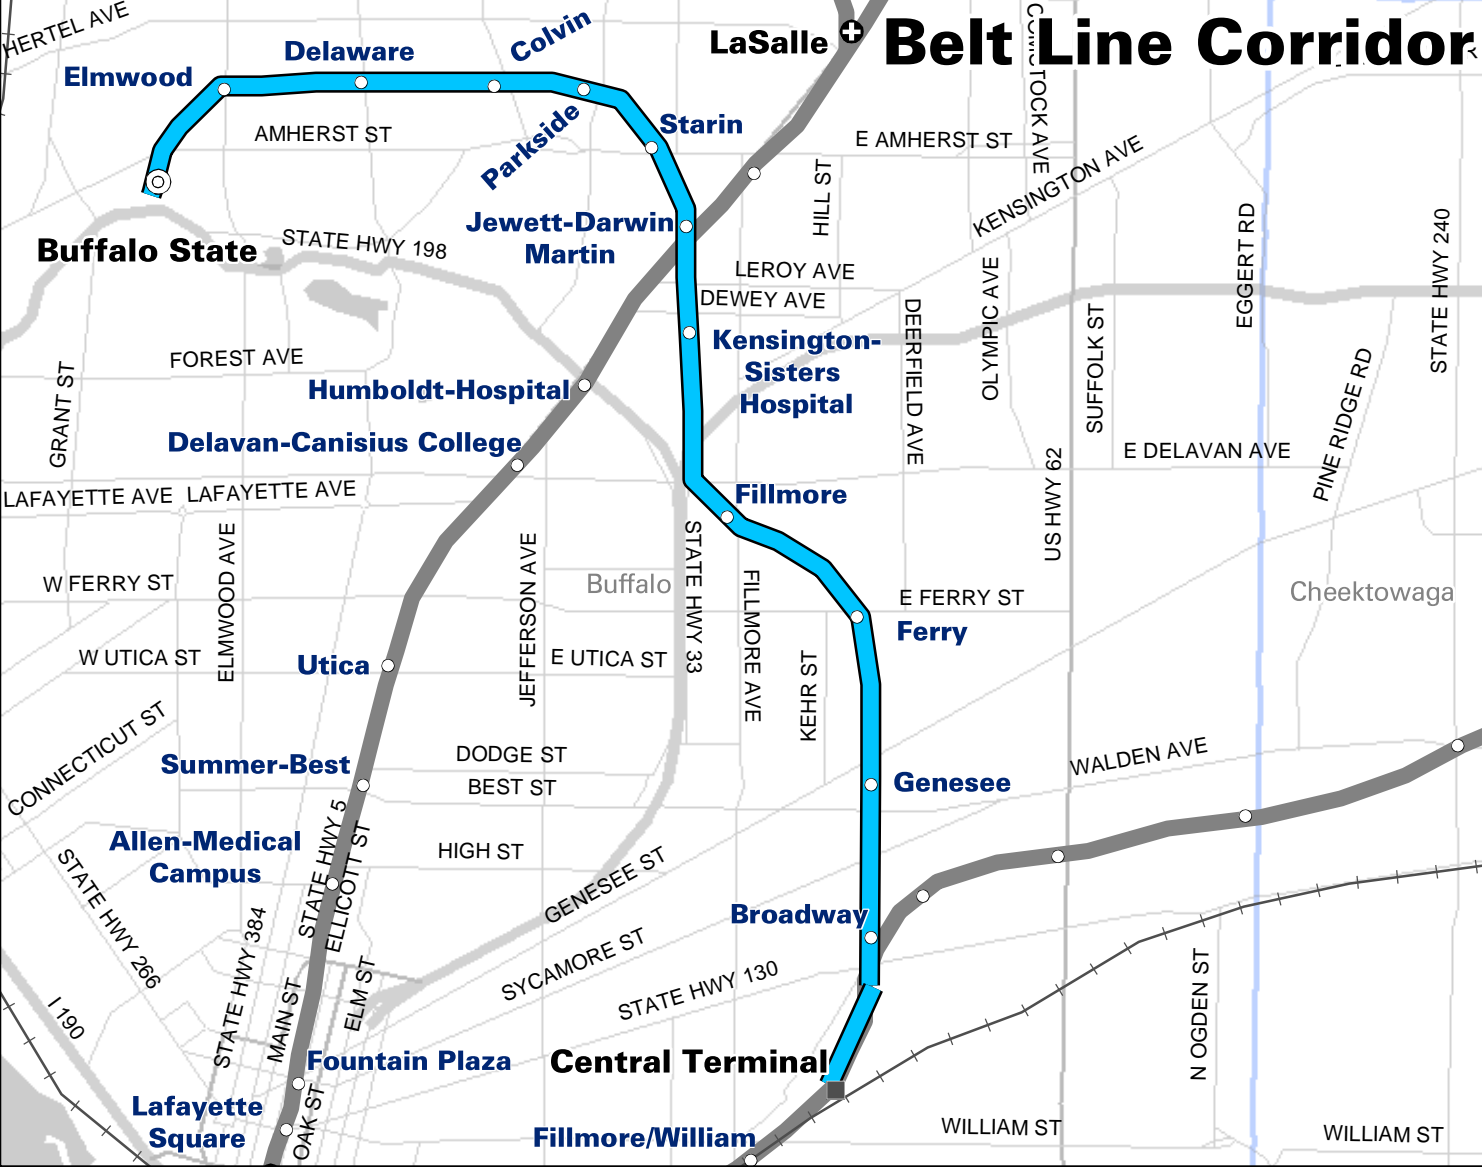 HERTEL AVE
Delaware
Colvin
LaSalle
Belt Line Corridor
Elmwood
COMSTOCK AVE
AMHERST ST
Parkside
Starin
E AMHERST ST
KENSINGTON AVE
HILL ST
Buffalo State
STATE HWY 198
Jewett-Darwin
Martin
LEROY AVE
DEWEY AVE
EGGERT RD
STATE HWY 240
OLYMPIC AVE
DEERFIELD AVE
SUFFOLK ST
FOREST AVE
GRANT ST
Kensington-
Sisters
Hospital
PINE RIDGE RD
Humboldt-Hospital
Delavan-Canisius College
E DELAVAN AVE
US HWY 62
LAFAYETTE AVE
LAFAYETTE AVE
Fillmore
ELMWOOD AVE
JEFFERSON AVE
STATE HWY 33
FILLMORE AVE
W FERRY ST
Buffalo
E FERRY ST
Cheektowaga
Ferry
W UTICA ST
Utica
E UTICA ST
KEHR ST
CONNECTICUT ST
Summer-Best
DODGE ST
BEST ST
Genesee
WALDEN AVE
STATE HWY 5
ELLICOTT ST
Allen-Medical
Campus
HIGH ST
GENESEE ST
STATE HWY 266
STATE HWY 384
Broadway
SYCAMORE ST
STATE HWY 130
MAIN ST
ELM ST
N OGDEN ST
I 190
Fountain Plaza
Central Terminal
Lafayette
Square
OAK ST
Fillmore/William
WILLIAM ST
WILLIAM ST